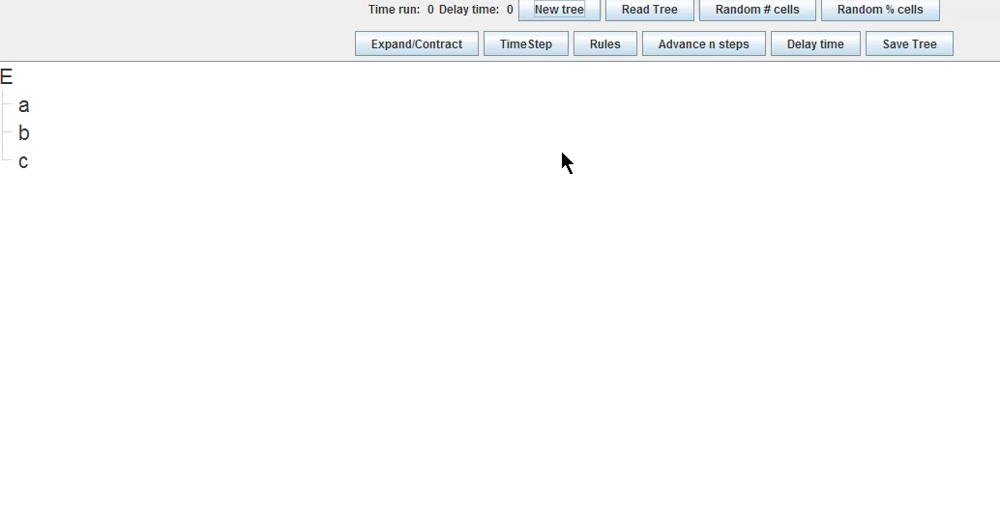 Time run: 0 Delay time: 0 New tree Read Tree Random # cells Random % cells
Expand/Contract TimeStep Rules Advance n steps Delay time Save Tree
E
a
b
c